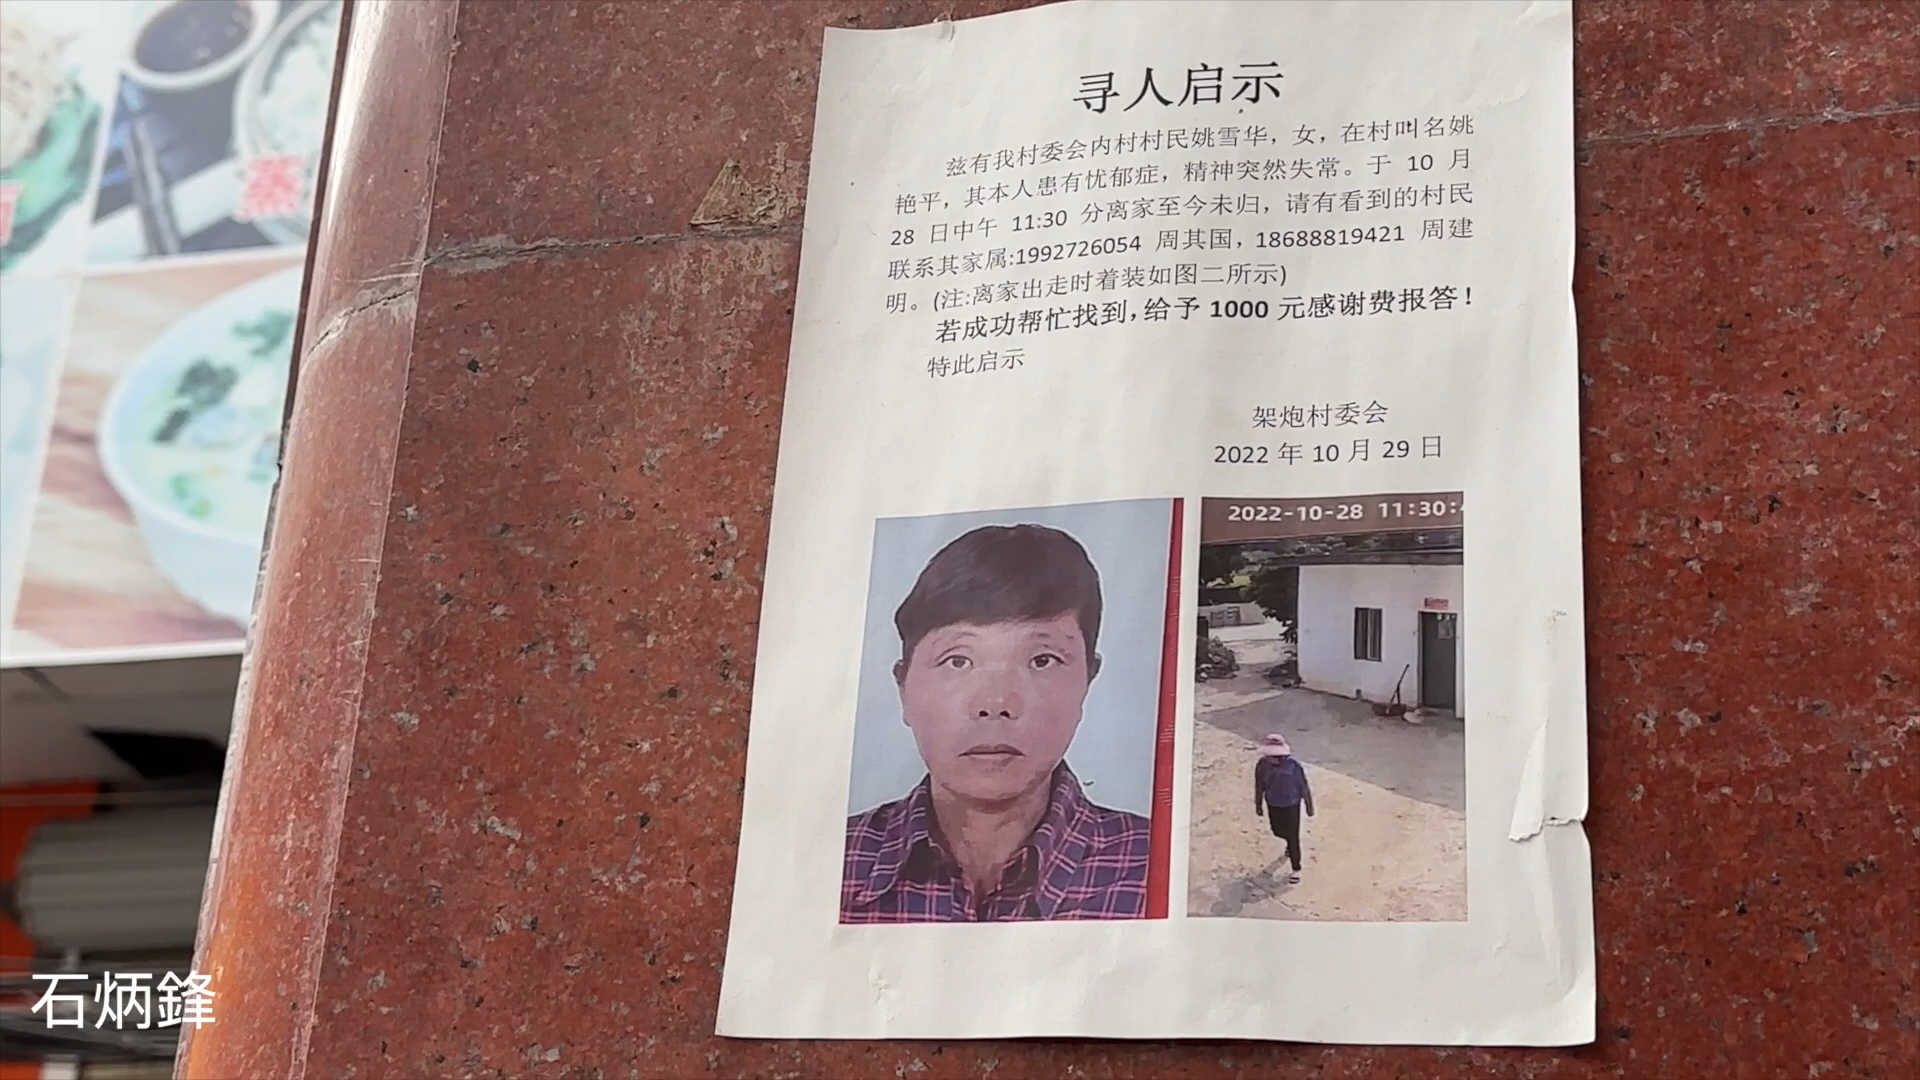 寻人启示
兹有我村委会内村村民姚雪华，女，在村叫名姚
艳平，其本人患有忧郁症，精神突然失常。于 10 月
28 日中午 11:30 分离家至今未归，请有看到的村民
联系其家属:1992726054 周其国，18688819421 周建
明。(注:离家出走时着装如图二所示)
若成功帮忙找到，给予 1000 元感谢费报答！
特此启示
架炮村委会
2022 年 10 月 29 日
2022-10-28 11:30:
石炳鋒